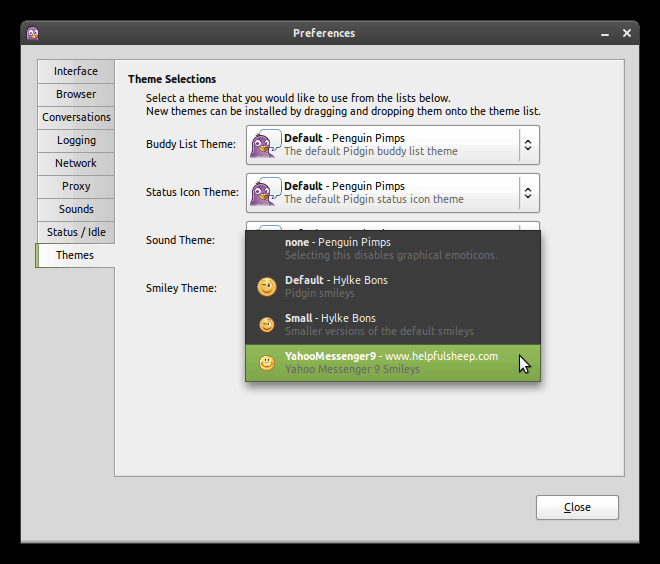 Preferences
Interface
Browser
Conversations
Logging
Network
Proxy
Sounds
Status / Idle
Themes
Theme Selections
Select a theme that you would like to use from the lists below.
New themes can be installed by dragging and dropping them onto the theme list.
Buddy List Theme:
Default - Penguin Pimps
The default Pidgin buddy list theme
Status Icon Theme:
Default - Penguin Pimps
The default Pidgin status icon theme
Sound Theme:
Smiley Theme:
none - Penguin Pimps
Selecting this disables graphical emoticons.
Default - Hylke Bons
Pidgin smileys
Small - Hylke Bons
Smaller versions of the default smileys
YahooMessenger9 - www.helpfulsheep.com
Yahoo Messenger 9 Smileys
Close